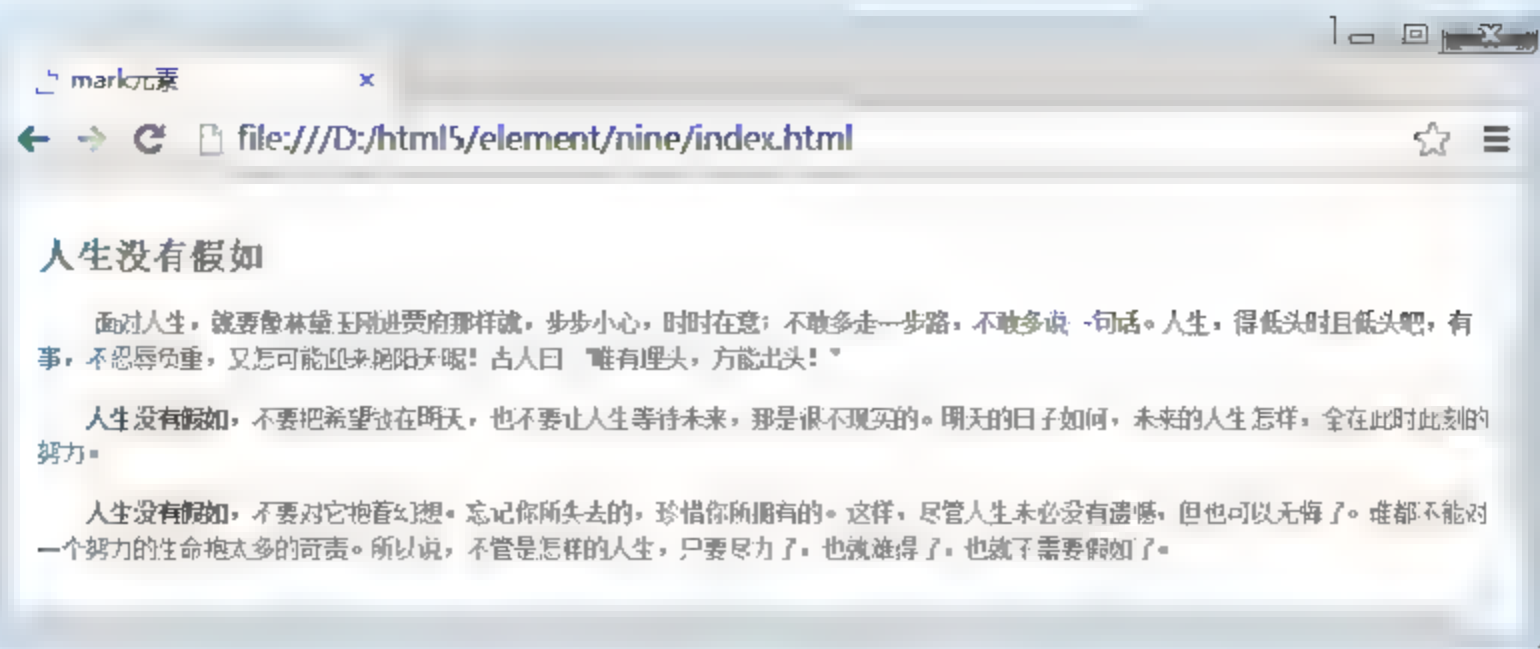 mark元素
file:///D:/html5/element/nine/index.html
人生没有假如
面对人生，就要像林黛玉刚进贾府那样就，步步小心，时时在意；不敢多走一步路，不敢多说一句话。人生，得低头时且低头吧，有
事，不忍辱负重，又怎可能迎来艳阳天呢！古人曰 "唯有埋头，方能出头！"
人生没有假如，不要把希望放在明天，也不要让人生等待未来，那是很不现实的。明天的日子如何，未来的人生怎样，全在此时此刻的
努力。
人生没有假如，不要对它抱着幻想。忘记你所失去的，珍惜你所拥有的。这样，尽管人生未必没有遗憾，但也可以无悔了。谁都不能对
一个努力的生命抱太多的苛责。所以说，不管是怎样的人生，只要尽力了，也就难得了，也就不需要假如了。